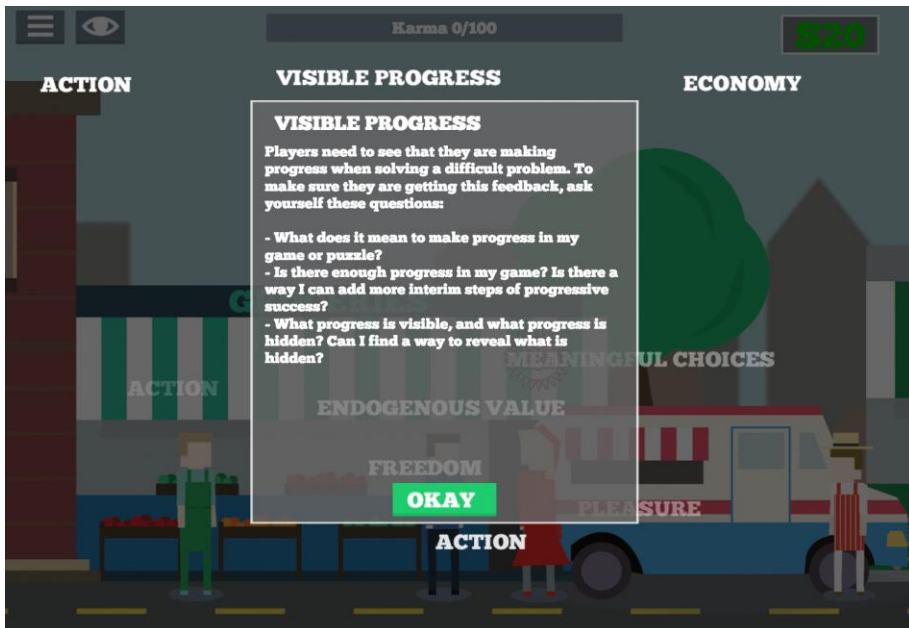 Karma 0/100
$20
ACTION
VISIBLE PROGRESS
ECONOMY
VISIBLE PROGRESS
Players need to see that they are making
progress when solving a difficult problem. To
make sure they are getting this feedback, ask
yourself these questions:
- What does it mean to make progress in my
game or puzzle?
- Is there enough progress in my game? Is there a
way I can add more interim steps of progressive
success?
- What progress is visible, and what progress is
hidden? Can I find a way to reveal what is
hidden?
GROCERIES
MEANINGFUL CHOICES
ACTION
ENDOGENOUS VALUE
FREEDOM
OKAY
PLEASURE
ACTION